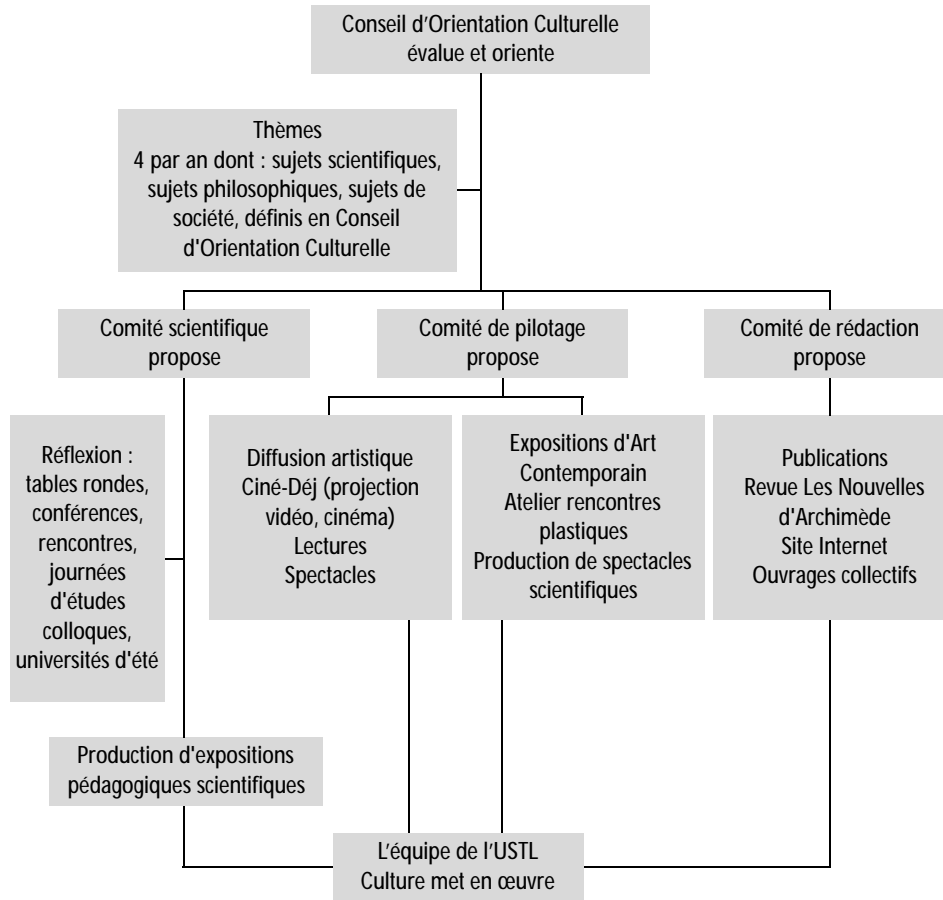 Conseil d'Orientation Culturelle
évalue et oriente
Thèmes
4 par an dont : sujets scientifiques,
sujets philosophiques, sujets de
société, définis en Conseil
d'Orientation Culturelle
Comité scientifique
propose
Comité de pilotage
propose
Comité de rédaction
propose
Réflexion :
tables rondes,
conférences,
rencontres,
journées
d'études
colloques,
universités d'été
Diffusion artistique
Ciné-Déj (projection
vidéo, cinéma)
Lectures
Spectacles
Expositions d'Art
Contemporain
Atelier rencontres
plastiques
Production de spectacles
scientifiques
Publications
Revue Les Nouvelles
d'Archimède
Site Internet
Ouvrages collectifs
Production d'expositions
pédagogiques scientifiques
L'équipe de l'USTL
Culture met en œuvre